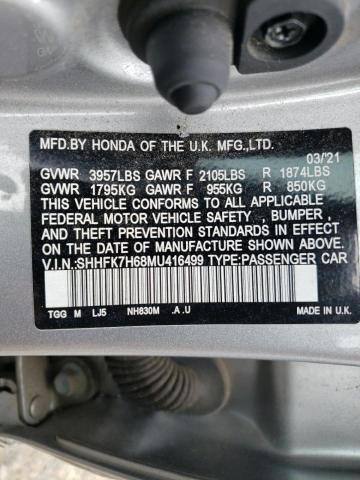 MFD.BY HONDA OF THE U.K. MFG.,LTD.
03/'21
GVWR 3957LBS GAWR F 2105LBS R 1874LBS
GVWR 1795KG GAWR F 955KG R 850KG
THIS VEHICLE CONFORMS TO ALL APPLICABLE
FEDERAL MOTOR VEHICLE SAFETY , BUMPER ,
AND THEFT PREVENTION STANDARDS IN
EFFECT ON THE DATE OF MANUFACTURE
SHOWN ABOVE.
V.I.N:SHHFK7H68MU416499 TYPE:PASSENGER CAR
TGG M LJ5 NH830M .A .U
MADE IN U.K.